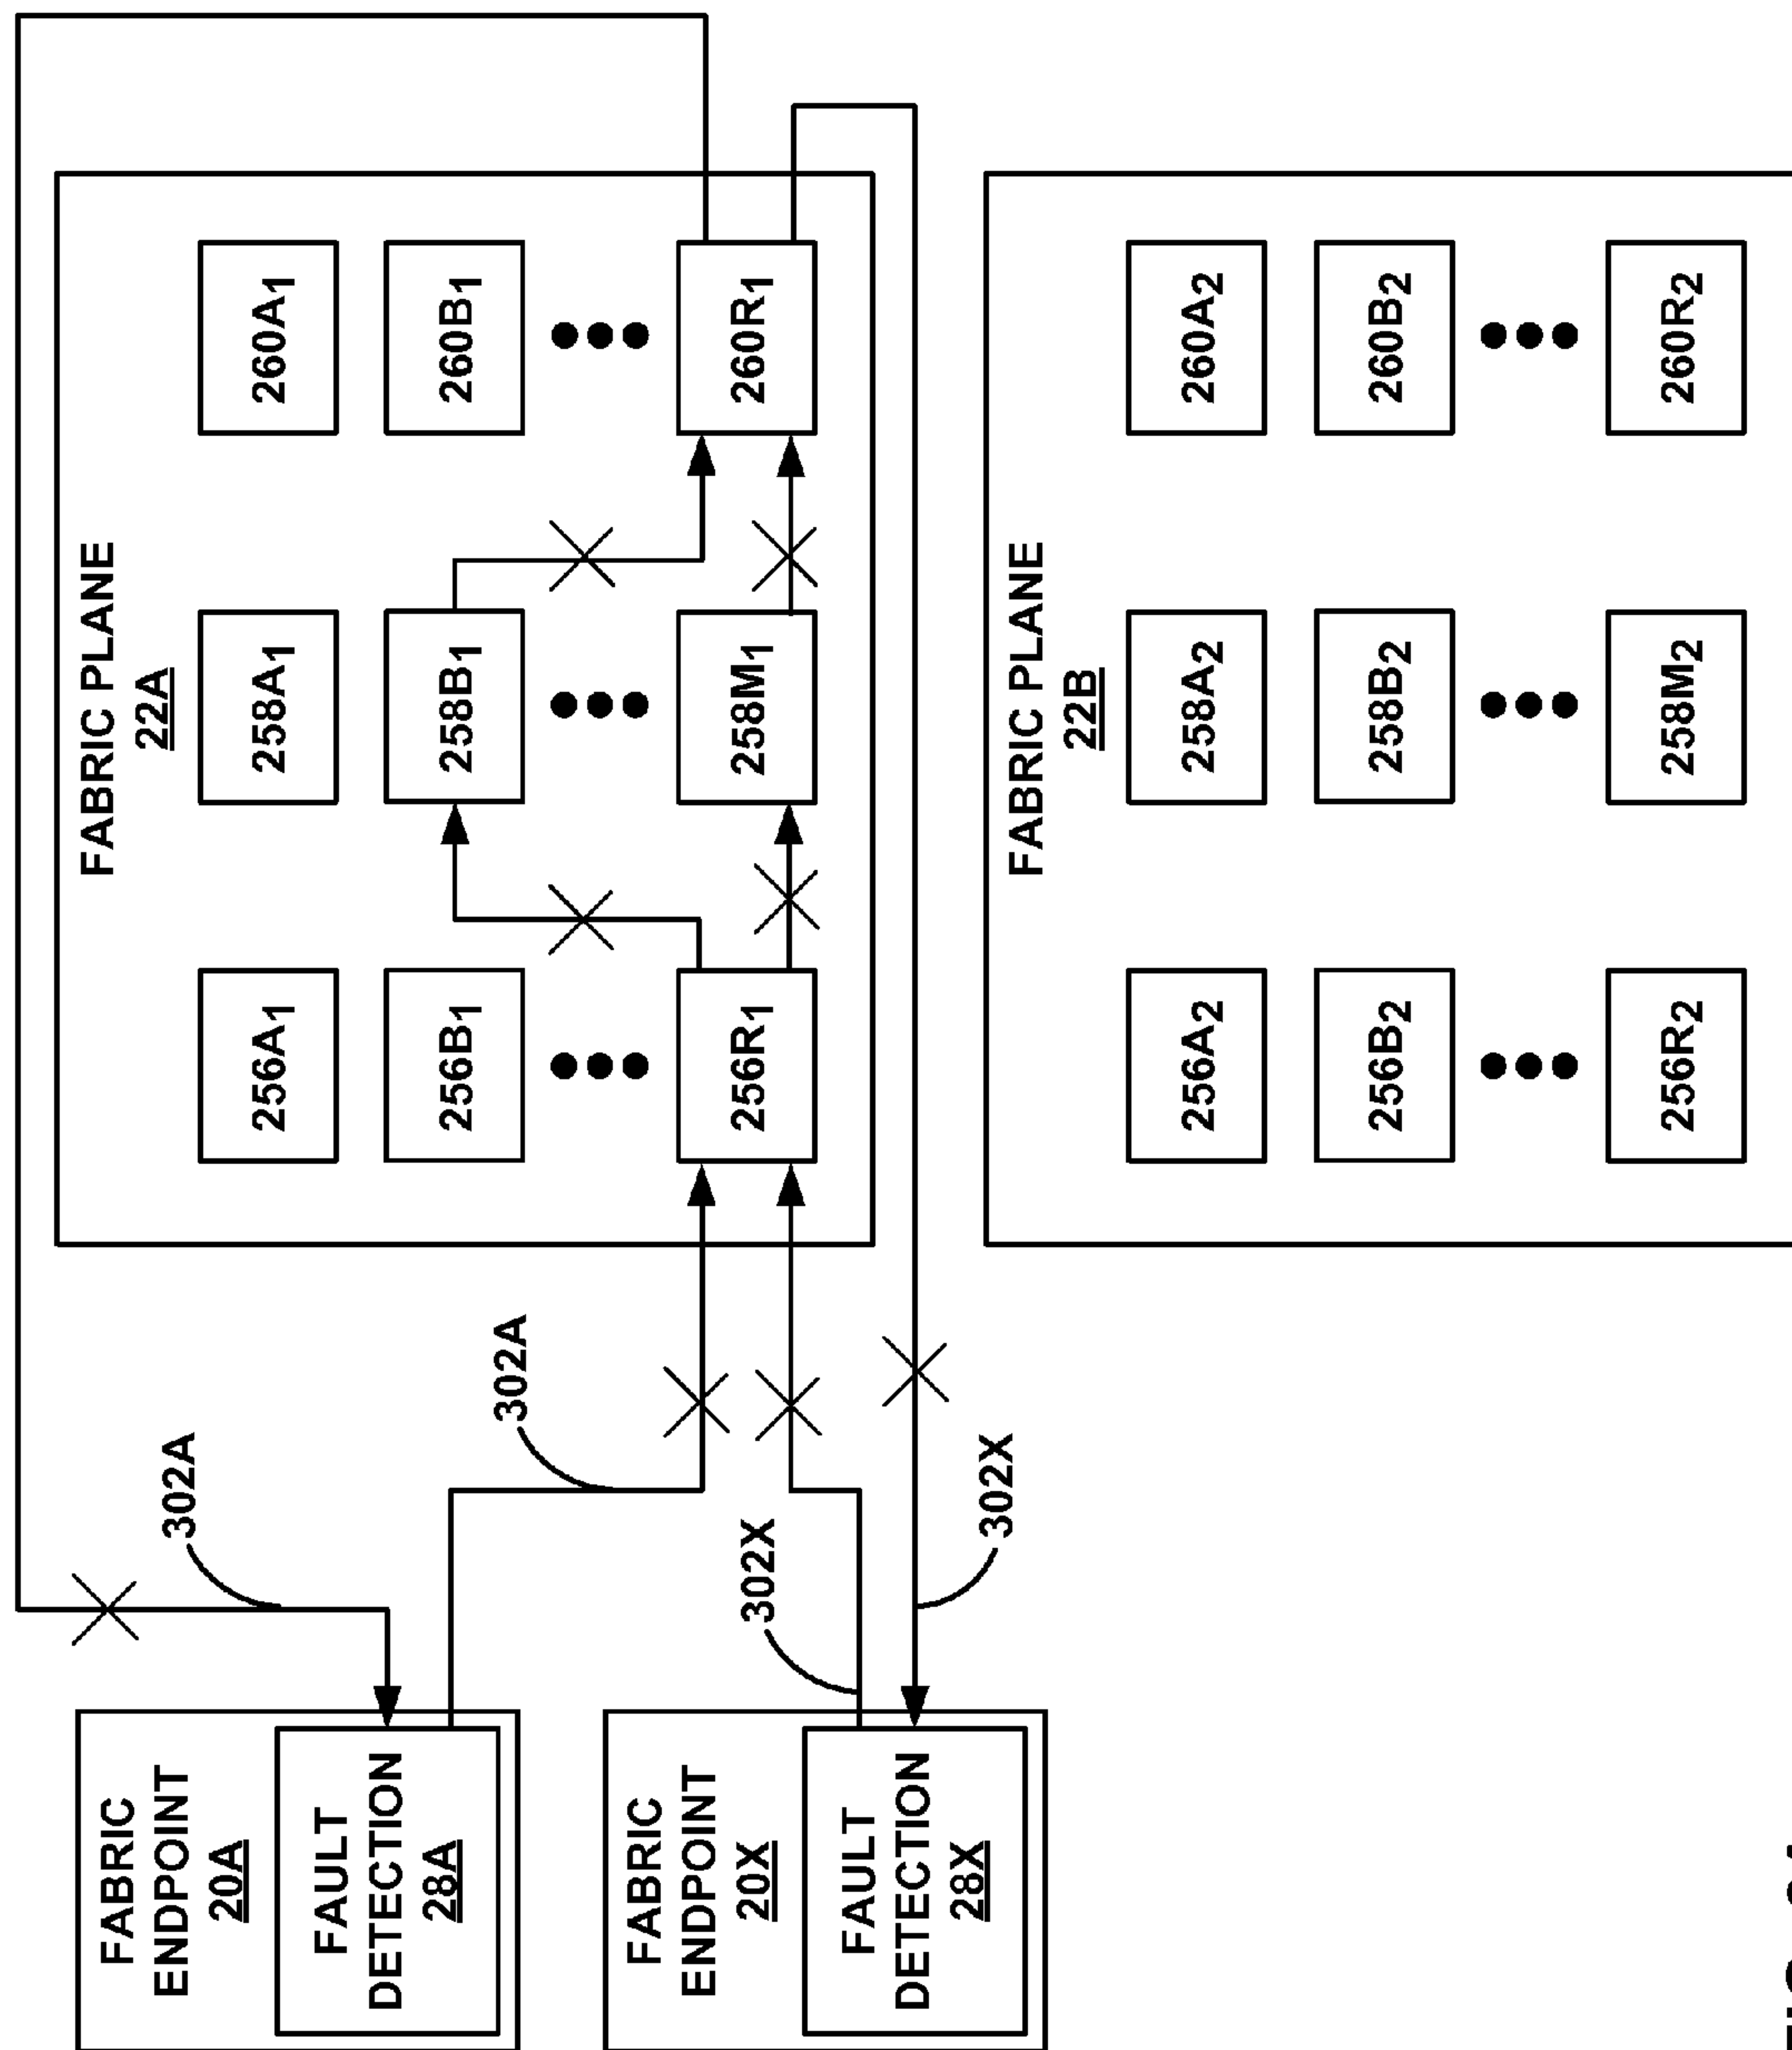 FABRIC
ENDPOINT
20A
FAULT
DETECTION
28A
302A
302A
FABRIC
ENDPOINT
20X
FAULT
DETECTION
28X
302X
302X
FABRIC PLANE
22A
256A1
258A1
260A1
256B1
258B1
260B1
256R1
258M1
260R1
FABRIC PLANE
22B
256A2
258A2
260A2
256B2
258B2
260B2
256R2
258M2
260R2